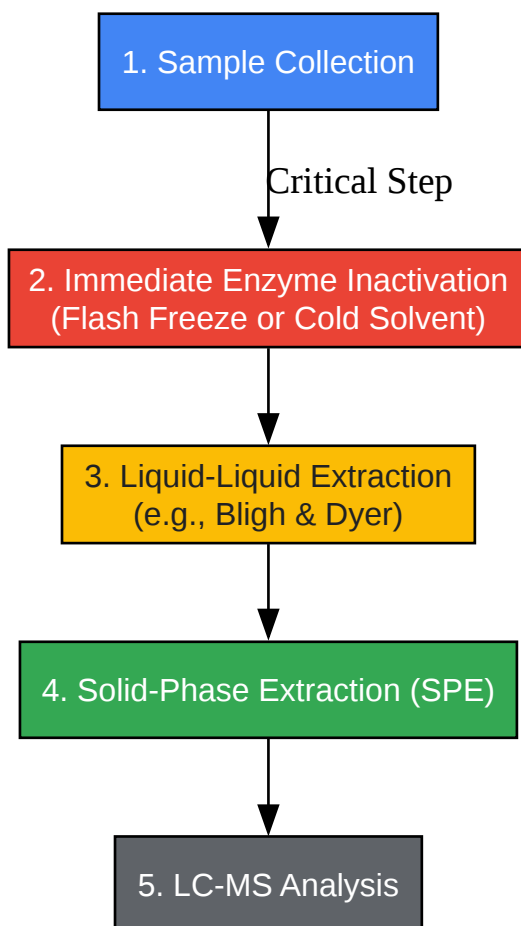 1. Sample Collection
Critical Step
2. Immediate Enzyme Inactivation
(Flash Freeze or Cold Solvent)
3. Liquid-Liquid Extraction
(e.g., Bligh & Dyer)
4. Solid-Phase Extraction (SPE)
5. LC-MS Analysis